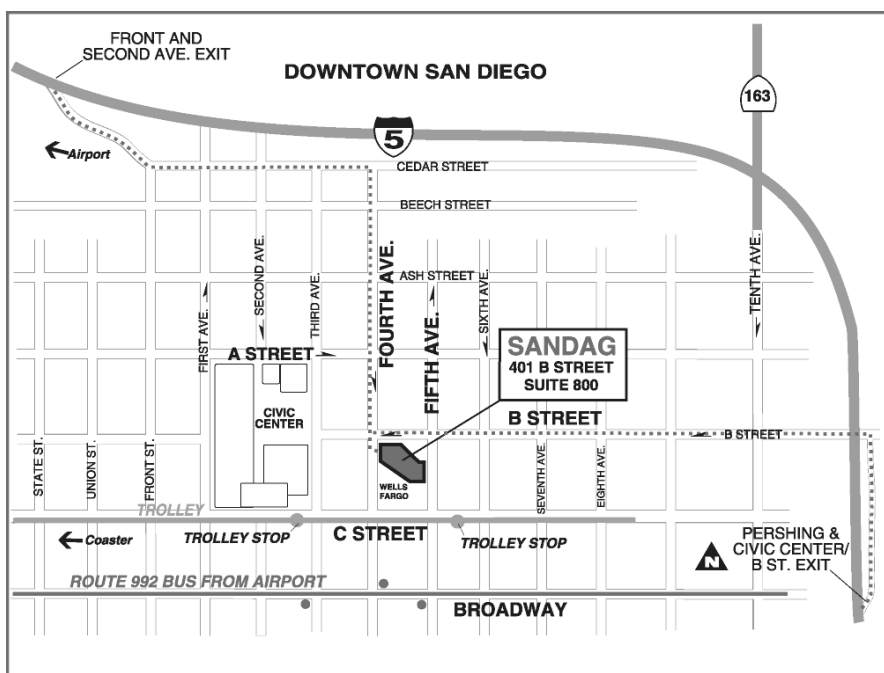 FRONT AND
SECOND AVE. EXIT
DOWNTOWN SAN DIEGO
163
5
Airport
CEDAR STREET
BEECH STREET
ASH STREET
FIRST AVE.
SECOND AVE.
THIRD AVE.
FOURTH AVE.
FIFTH AVE.
SIXTH AVE.
TENTH AVE.
A STREET
SANDAG
401 B STREET
SUITE 800
CIVIC
CENTER
B STREET
B STREET
STATE ST.
UNION ST.
FRONT ST.
WELLS
FARGO
SEVENTH AVE.
EIGHTH AVE.
TROLLEY
Coaster
TROLLEY STOP
C STREET
TROLLEY STOP
N
PERSHING &
CIVIC CENTER/
B ST. EXIT
ROUTE 992 BUS FROM AIRPORT
BROADWAY